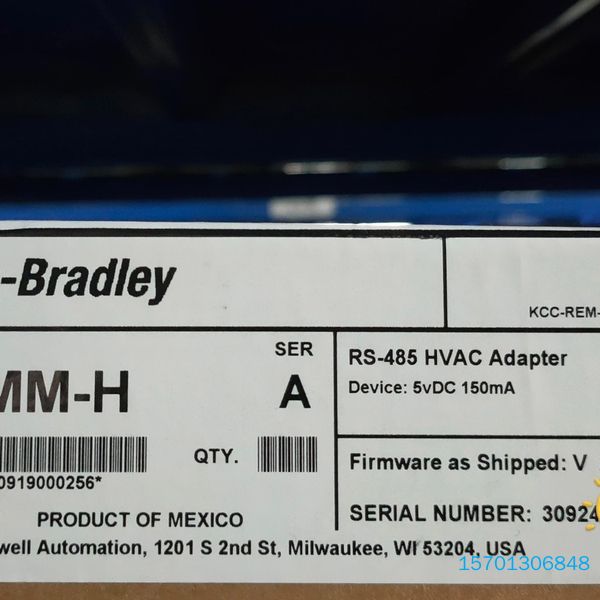 -Bradley
KCC-REM-
MM-H
SER
A
RS-485 HVAC Adapter
Device: 5vDC 150mA
0919000256*
QTY.
Firmware as Shipped: V
PRODUCT OF MEXICO
SERIAL NUMBER: 30924
well Automation, 1201 S 2nd St, Milwaukee, WI 53204, USA
15701306848